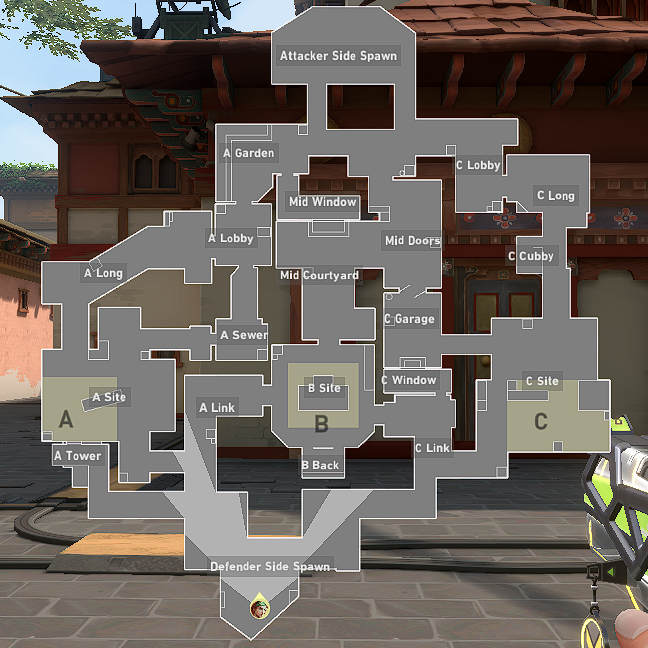 Attacker Side Spawn
A Garden
C Lobby
C Long
Mid Window
A Lobby
Mid Doors
C Cubby
A Long
Mid Courtyard
C Garage
A Sewer
C Window
C Site
B Site
A Site
A Link
A
B
C
C Link
A Tower
B Back
Defender Side Spawn